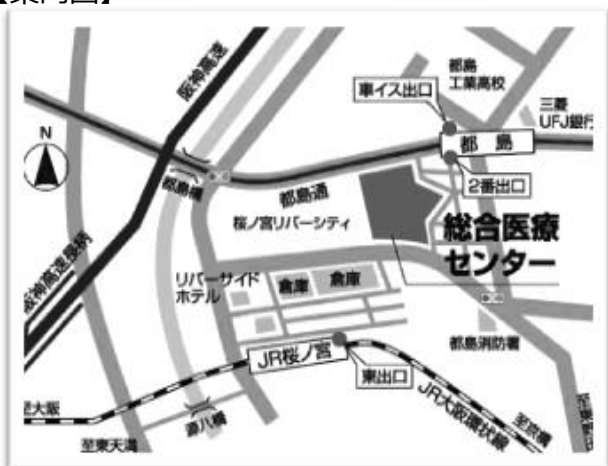 【案内図】
阪神高速
都島
工業高校
車イス出口
三菱
UFJ銀行
都島
N
2番出口
都島橋
都島通
桜ノ宮リバーシティ
総合医療
センター
阪神高速長柄
リバーサイド
ホテル
倉庫
倉庫
都島消防署
JR桜ノ宮
東出口
JR大阪環状線
至大阪
源八橋
至東天満
至京橋